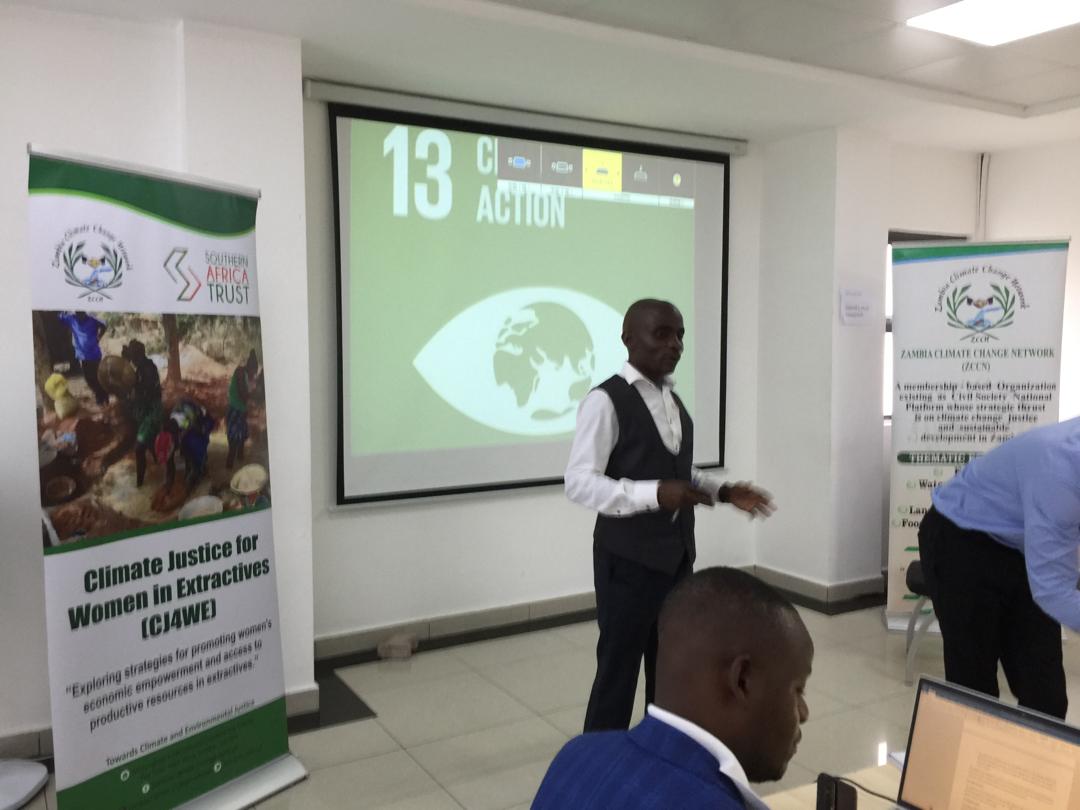 Zambia Climate Change Network
ZCCN
SOUTHERN
AFRICA
TRUST
Climate Justice for
Women in Extractives
(CJ4WE)
"Exploring strategies for promoting women's
economic empowerment and access to
productive resources in extractives."
Towards Climate and Environmental Justice
13
ACTION
Zambia Climate Change Network
ZCCN
ZAMBIA CLIMATE CHANGE NETWORK
(ZCCN)
A membership - based Organization
existing as Civil Society National
Platform whose strategic thrust
is on climate change Justice
and sustainable
development in
THEMATIC